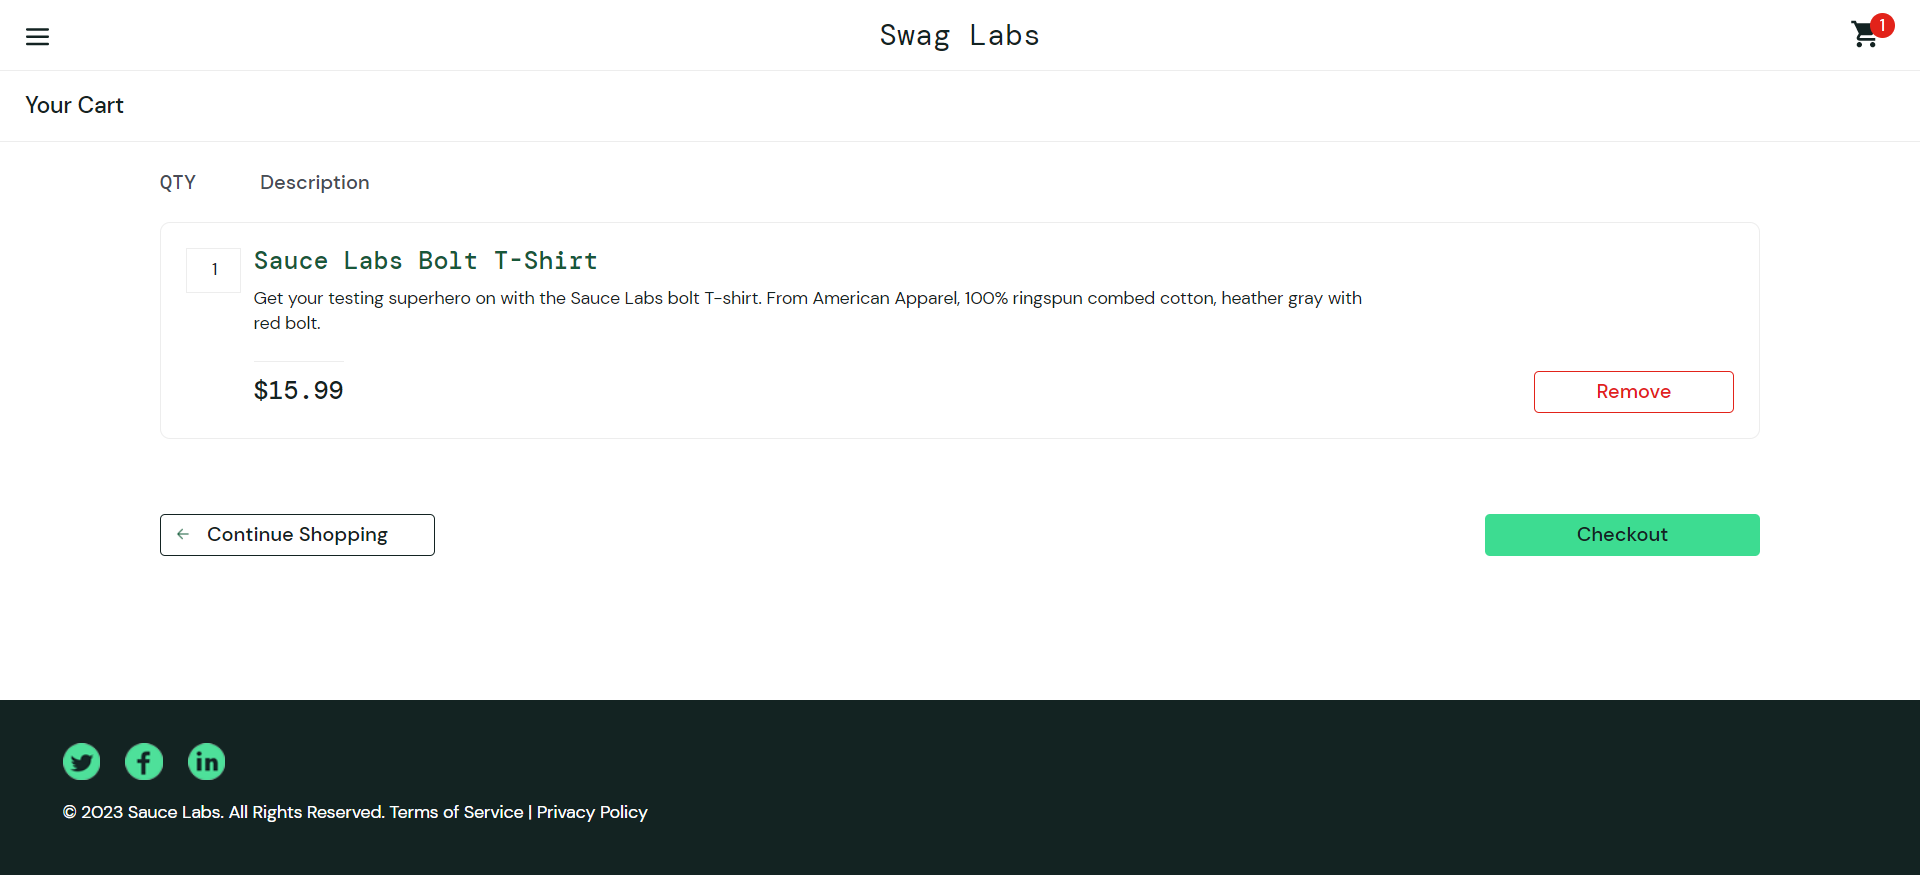 Swag Labs
1
Your Cart
QTY Description
1
Sauce Labs Bolt T-Shirt
Get your testing superhero on with the Sauce Labs bolt T-shirt. From American Apparel, 100% ringspun combed cotton, heather gray with
red bolt.
$15.99
Remove
Continue Shopping
Checkout
© 2023 Sauce Labs. All Rights Reserved. Terms of Service | Privacy Policy